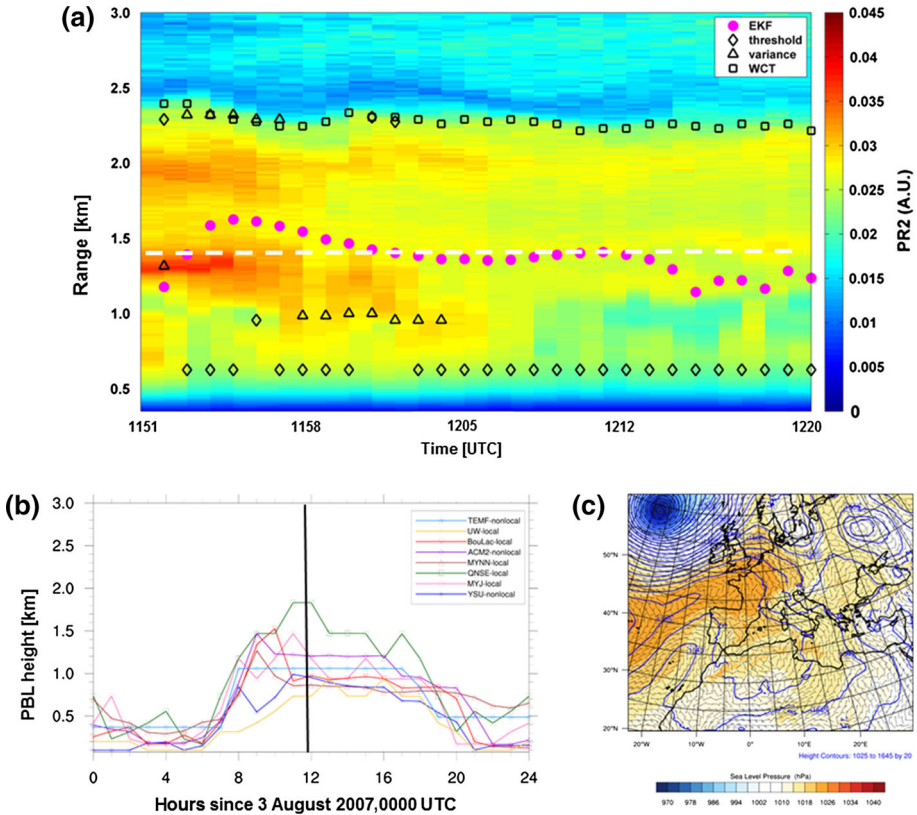 (a)
3.0
2.5
2.0
1.5
1.0
0.5
Range [km]
1151
1158
1205
1212
1220
Time [UTC]
EKF
threshold
variance
WCT
0.045
0.04
0.035
0.03
0.025
0.02
0.015
0.01
0.005
0
PR2 (A.U.)
(b)
3.0
2.5
2.0
1.5
1.0
0.5
PBL height [km]
0
4
8
12
16
20
24
Hours since 3 August 2007,0000 UTC
TEMF-nonlocal
UW-local
BouLac-local
ACM2-nonlocal
MYNN-local
QNSE-local
MYJ-local
YSU-nonlocal
(c)
50°N
40°N
30°N
20°N
20°W
10°W
0°
10°E
20°E
Height Contours: 1025 to 1645 by 20
Sea Level Pressure (hPa)
970 978 986 994 1002 1010 1018 1026 1034 1040